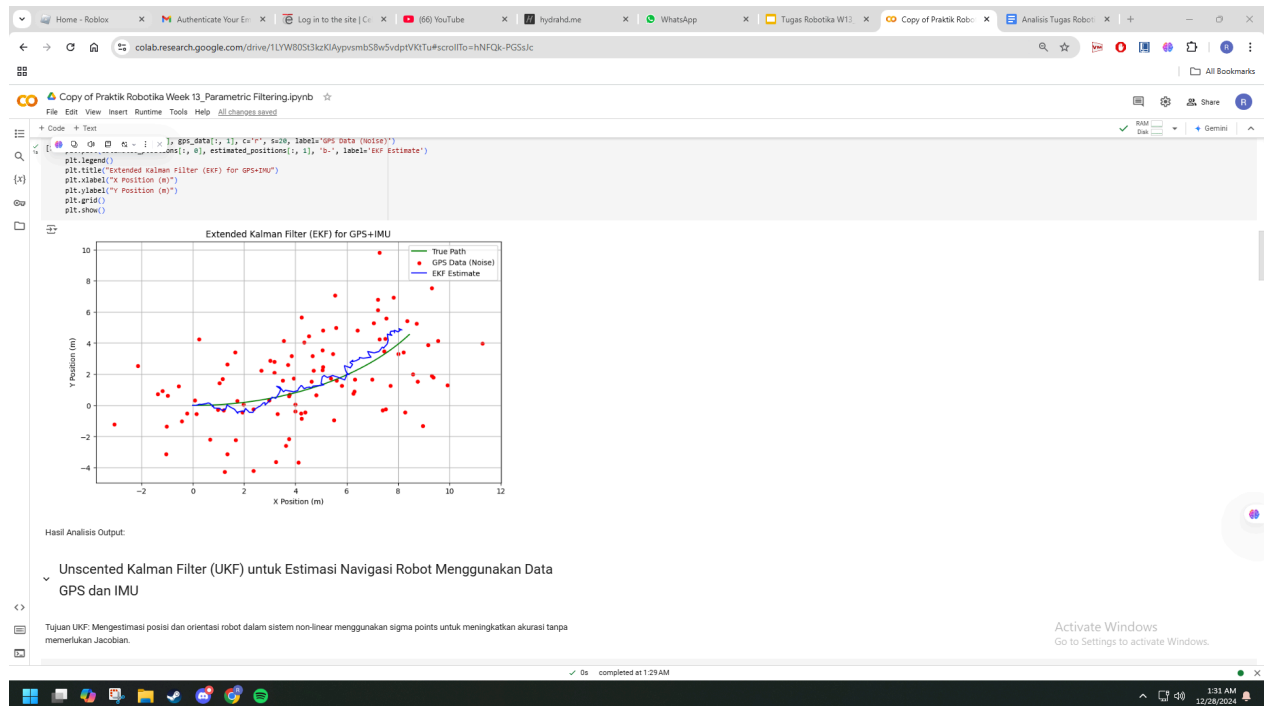 Home - Roblox
Authenticate Your En
Log in to the site | Ce
(66) YouTube
hydrahd.me
WhatsApp
Tugas Robotika W13
Copy of Praktik Robo
Analisis Tugas Roboti
colab.research.google.com/drive/1LYW80St3kzKIAypvsmbS8w5vdptVKtTu#scrollTo=hNFQk-PGSsJc
All Bookmarks
Copy of Praktik Robotika Week 13_Parametric Filtering.ipynb
File Edit View Insert Runtime Tools Help All changes saved
Share
R
+ Code + Text
RAM
Disk
Gemini
], gps_data[:, 1], c='r', s=20, label='GPS Data (Noise)')
ons[:, 0], estimated_positions[:, 1], 'b-', label='EKF Estimate')
plt.legend()
plt.title("Extended Kalman Filter (EKF) for GPS+IMU")
plt.xlabel("X Position (m)")
plt.ylabel("Y Position (m)")
plt.grid()
plt.show()
Extended Kalman Filter (EKF) for GPS+IMU
True Path
GPS Data (Noise)
EKF Estimate
10
8
6
4
2
0
−2
−4
Y Position (m)
−2 0 2 4 6 8 10 12
X Position (m)
Hasil Analisis Output:
Unscented Kalman Filter (UKF) untuk Estimasi Navigasi Robot Menggunakan Data
GPS dan IMU
Tujuan UKF: Mengestimasi posisi dan orientasi robot dalam sistem non-linear menggunakan sigma points untuk meningkatkan akurasi tanpa
memerlukan Jacobian.
Activate Windows
Go to Settings to activate Windows.
0s completed at 1:29 AM
1:31 AM
12/28/2024